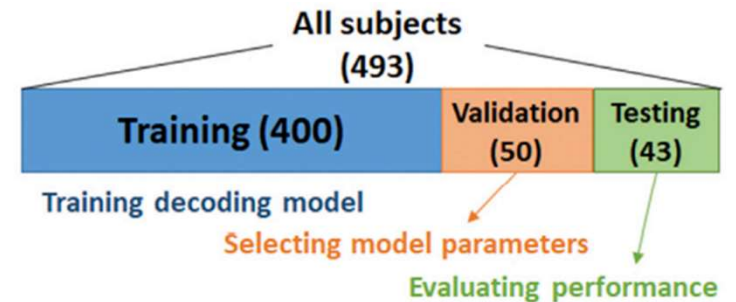 All subjects
(493)
Training (400)
Validation
(50)
Testing
(43)
Training decoding model
Selecting model parameters
Evaluating performance